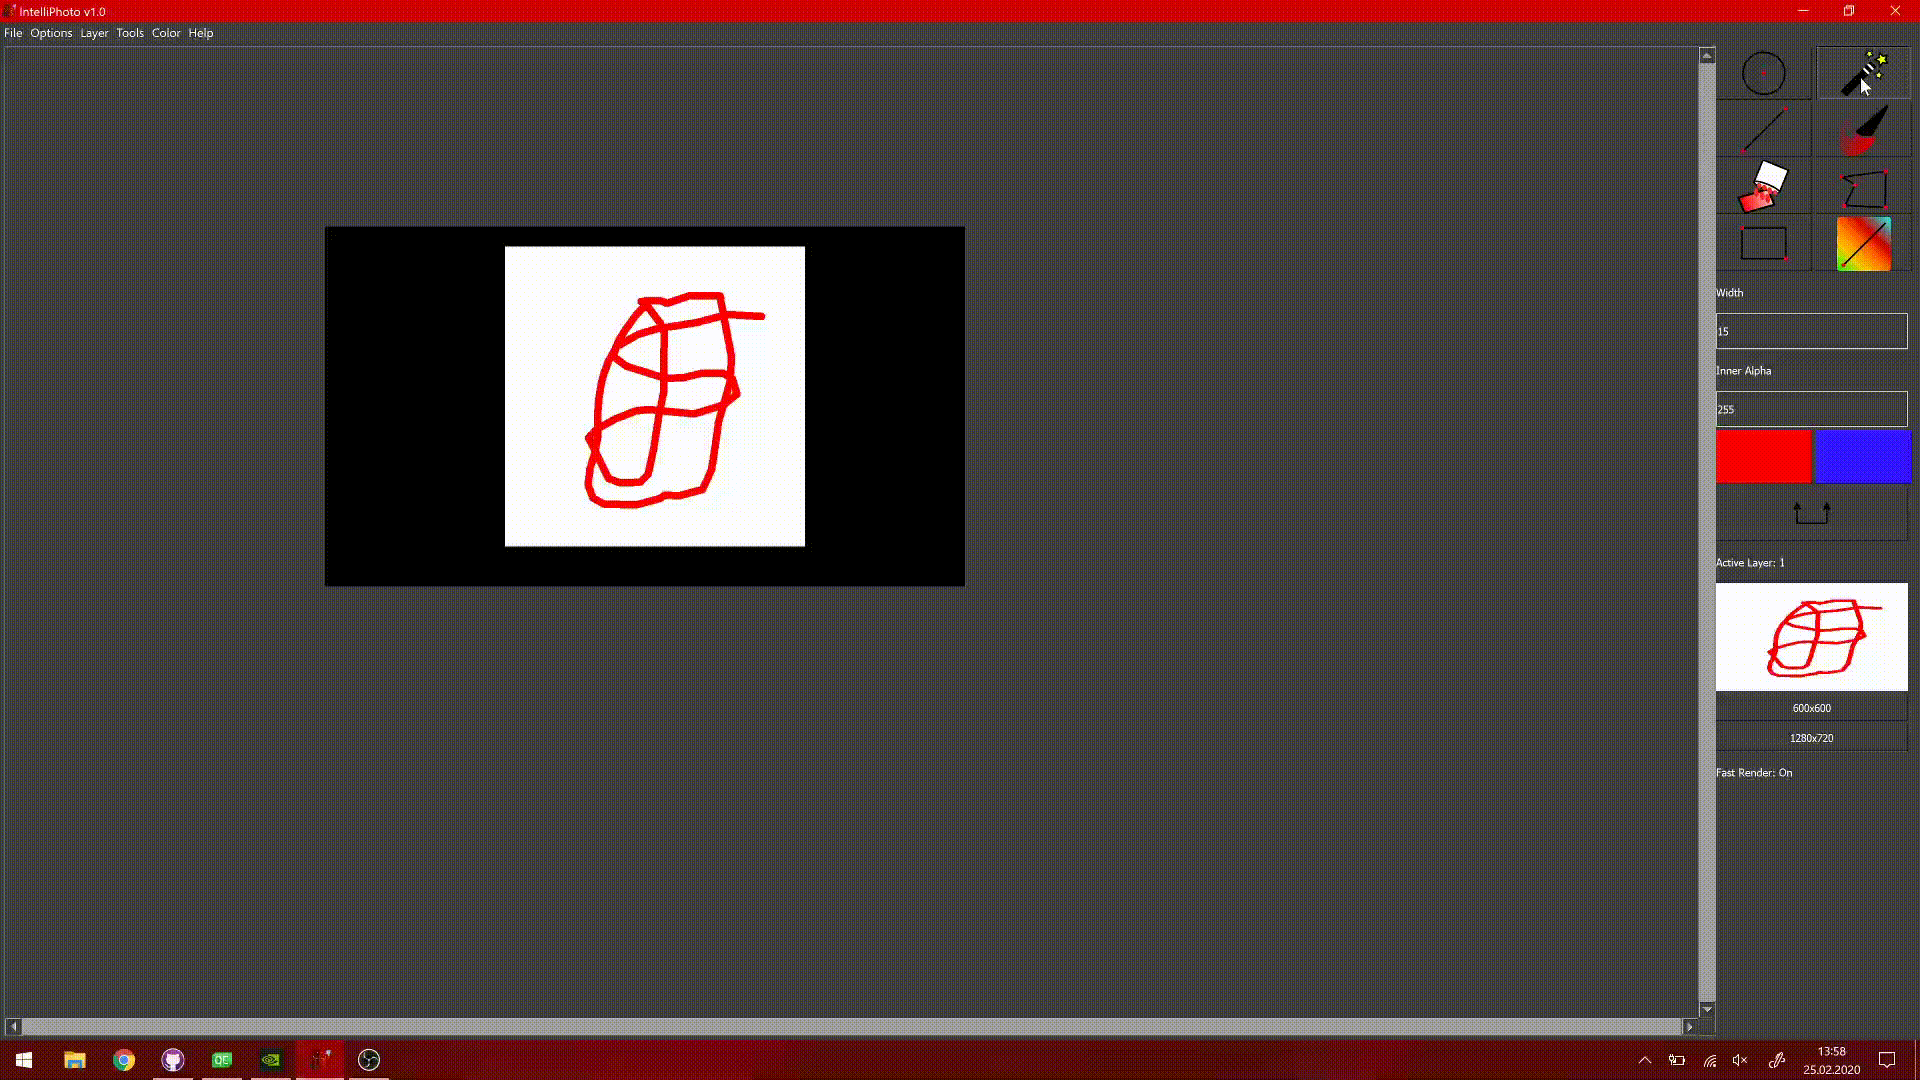 IntelliPhoto v1.0
File Options Layer Tools Color Help
Width
15
Inner Alpha
255
Active Layer: 1
600x600
1280x720
Fast Render: On
QC
13:58
25.02.2020